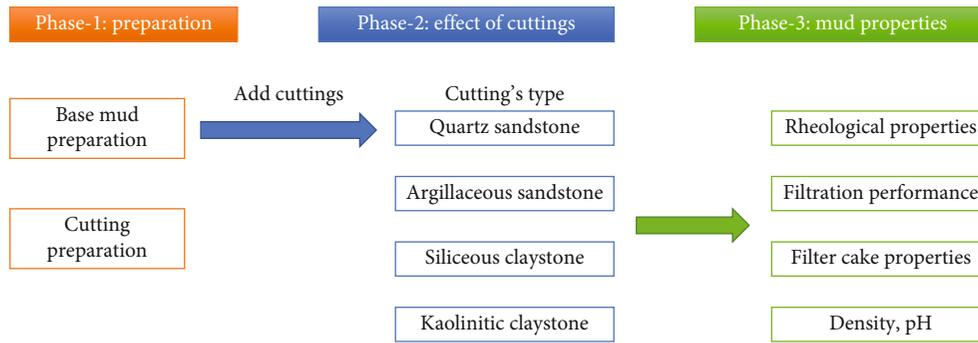 Phase-1: preparation
Phase-2: effect of cuttings
Phase-3: mud properties
Base mud
preparation
Cutting
preparation
Add cuttings
Cutting's type
Quartz sandstone
Argillaceous sandstone
Siliceous claystone
Kaolinitic claystone
Rheological properties
Filtration performance
Filter cake properties
Density, pH